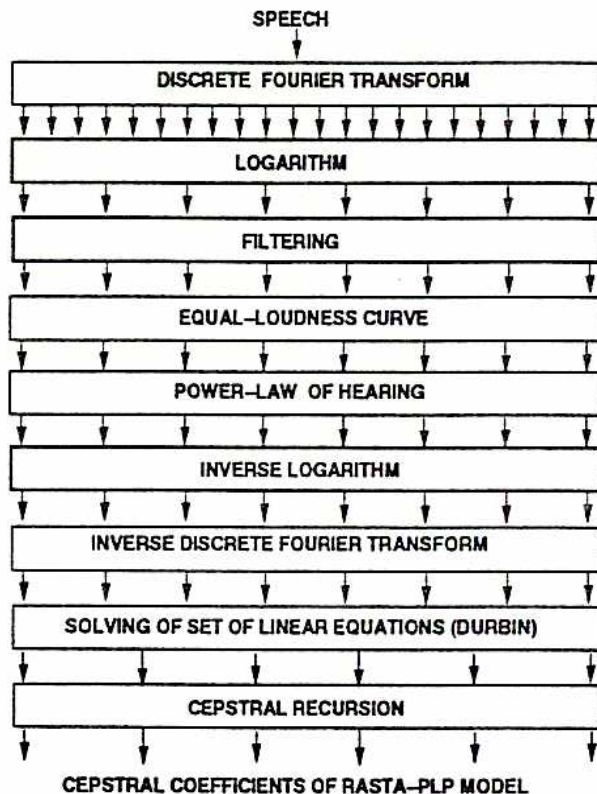 SPEECH
DISCRETE FOURIER TRANSFORM
LOGARITHM
FILTERING
EQUAL-LOUDNESS CURVE
POWER-LAW OF HEARING
INVERSE LOGARITHM
INVERSE DISCRETE FOURIER TRANSFORM
SOLVING OF SET OF LINEAR EQUATIONS (DURBIN)
CEPSTRAL RECURSION
CEPSTRAL COEFFICIENTS OF RASTA-PLP MODEL